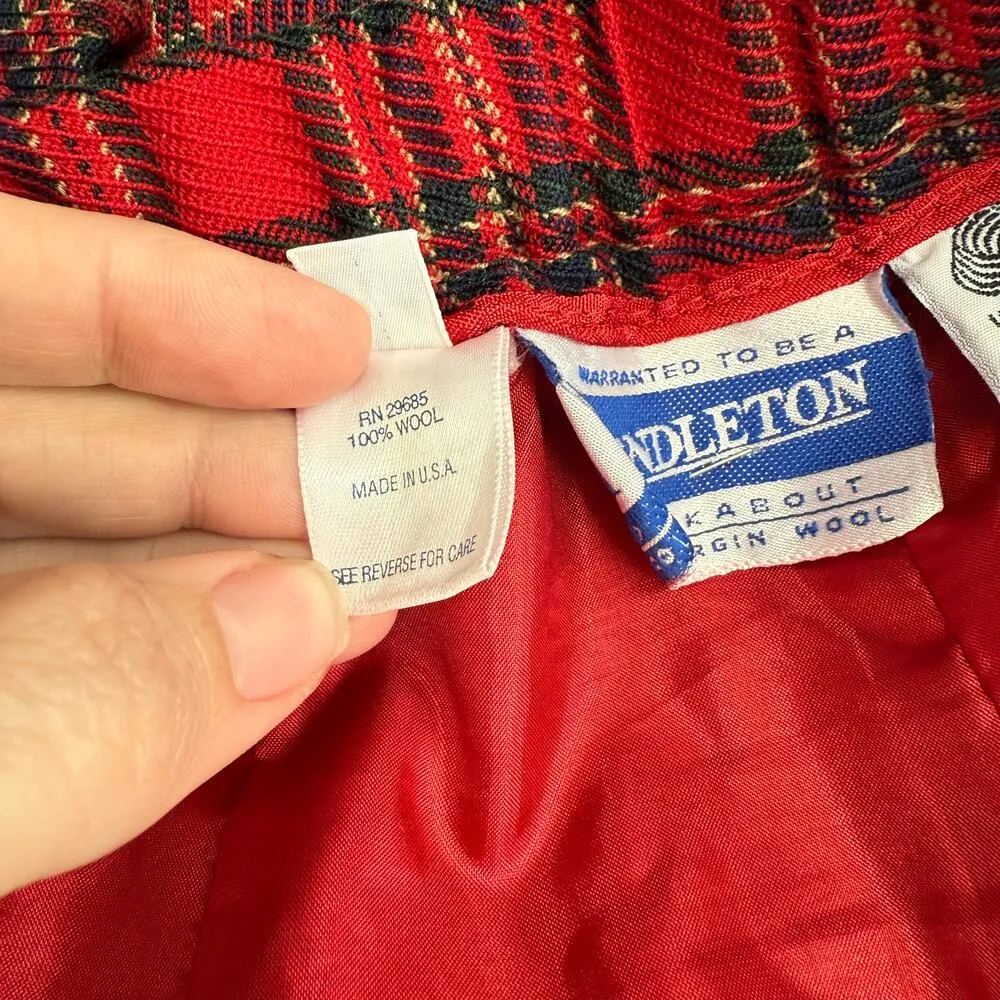 RN 29685
100% WOOL
MADE IN U.S.A.
SEE REVERSE FOR CARE
WARRANTED TO BE A
NDLETON
KABOUT
RGIN WOOL